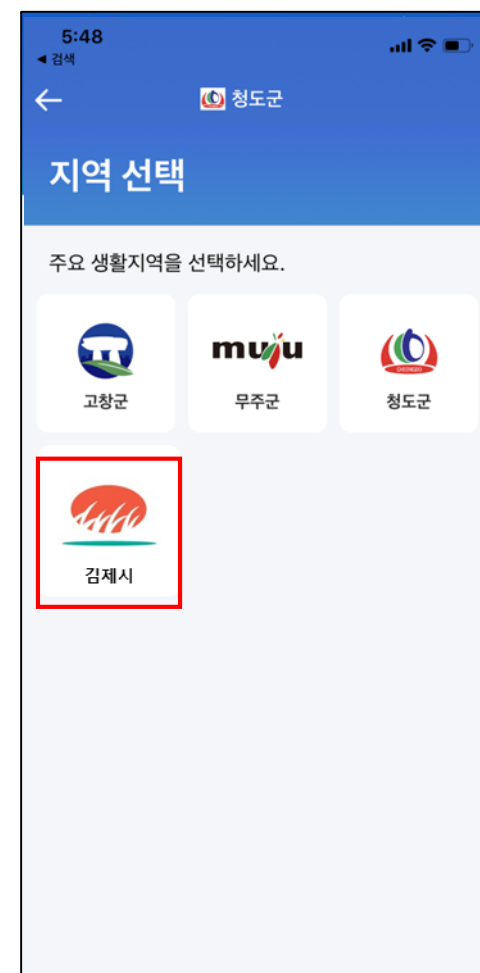 5:48
◀ 검색
청도군
지역 선택
주요 생활지역을 선택하세요.
muju
고창군 무주군 청도군
김제시